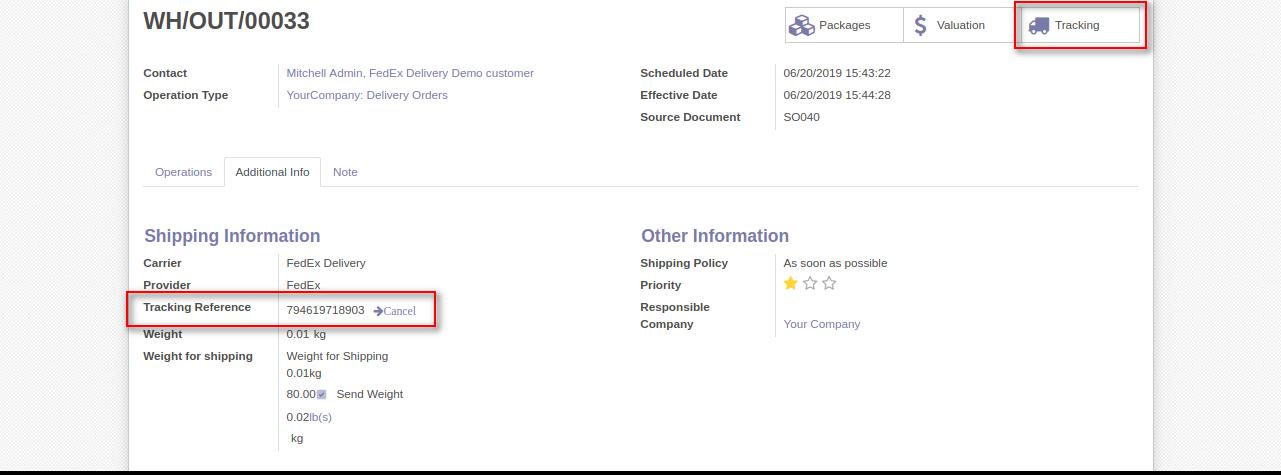 WH/OUT/00033
Packages
Valuation
Tracking
Contact Mitchell Admin, FedEx Delivery Demo customer
Operation Type YourCompany: Delivery Orders
Scheduled Date 06/20/2019 15:43:22
Effective Date 06/20/2019 15:44:28
Source Document SO040
Operations Additional Info Note
Shipping Information
Carrier FedEx Delivery
Provider FedEx
Tracking Reference 794619718903 Cancel
Weight 0.01 kg
Weight for shipping Weight for Shipping
0.01kg
80.00 Send Weight
0.02lb(s)
kg
Other Information
Shipping Policy As soon as possible
Priority
Responsible
Company Your Company